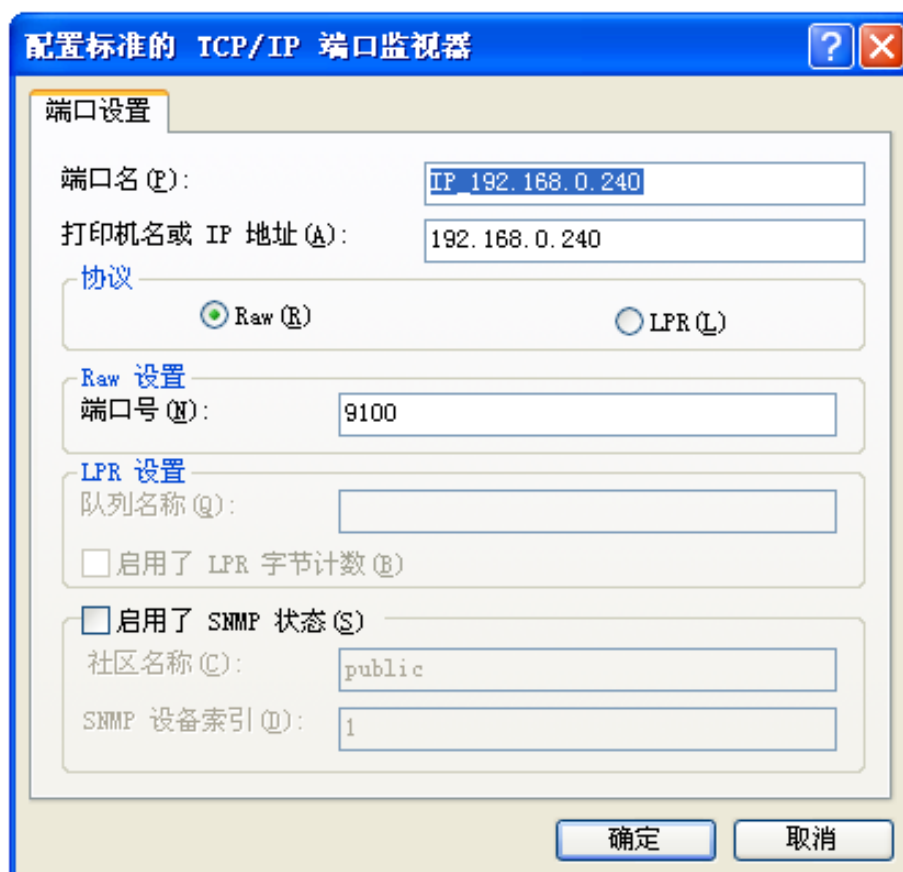 配置标准的 TCP/IP 端口监视器
端口设置
端口名(P): IP_192.168.0.240
打印机名或 IP 地址(A): 192.168.0.240
协议
Raw(R) LPR(L)
Raw 设置
端口号(N): 9100
LPR 设置
队列名称(Q):
启用了 LPR 字节计数(B)
启用了 SNMP 状态(S)
社区名称(C): public
SNMP 设备索引(D): 1
确定 取消